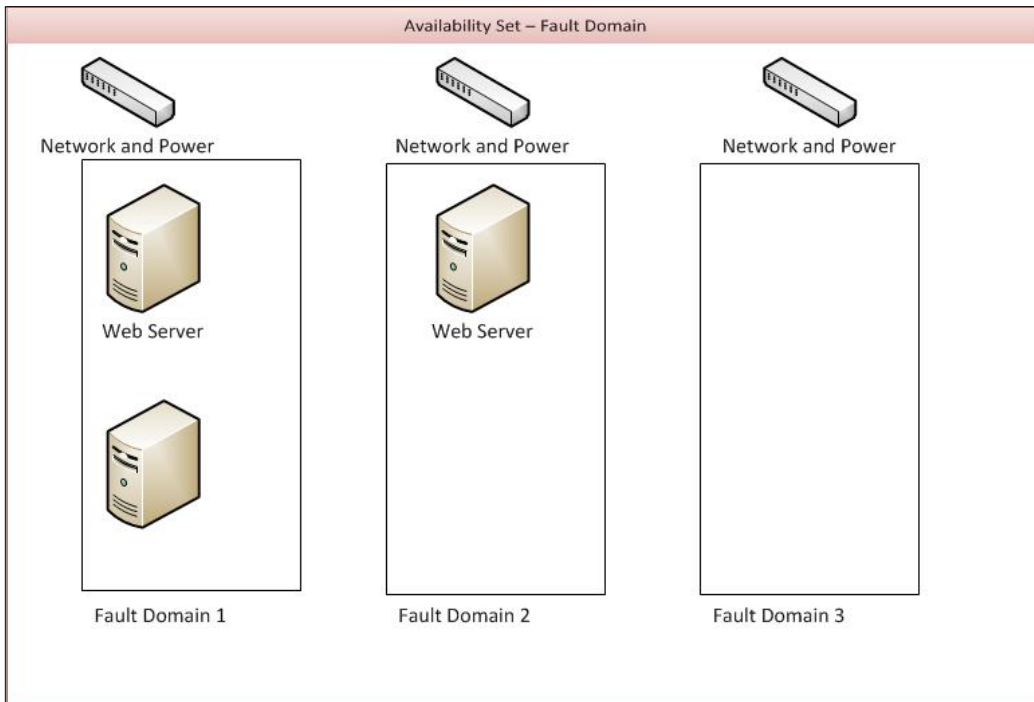 Availability Set – Fault Domain
Network and Power
Network and Power
Network and Power
Web Server
Web Server
Fault Domain 1
Fault Domain 2
Fault Domain 3